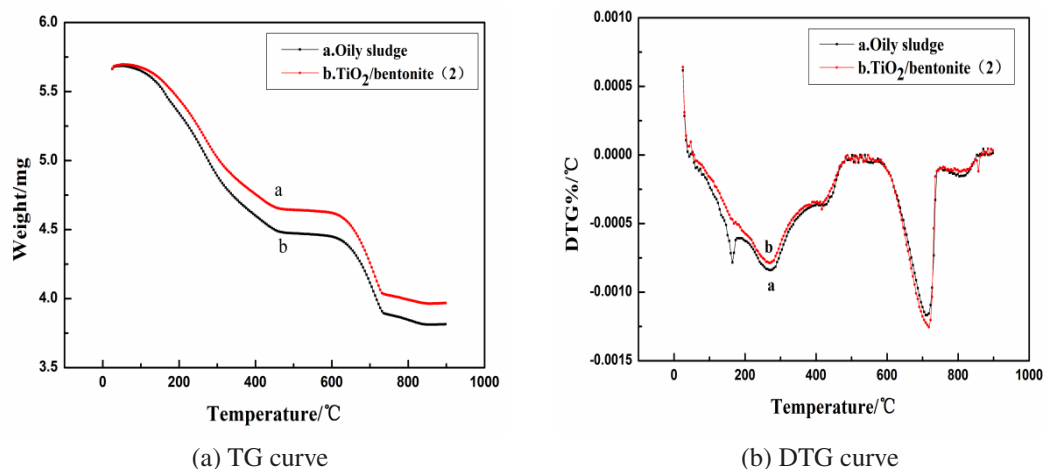 6.0
5.5
5.0
4.5
4.0
3.5
Weight/mg
a.Oily sludge
b.TiO2/bentonite（2）
a
b
0
200
400
600
800
1000
Temperature/℃
(a) TG curve
0.0010
0.0005
0.0000
-0.0005
-0.0010
-0.0015
DTG%/℃
a.Oily sludge
b.TiO2/bentonite（2）
b
a
0
200
400
600
800
1000
Temperature/℃
(b) DTG curve